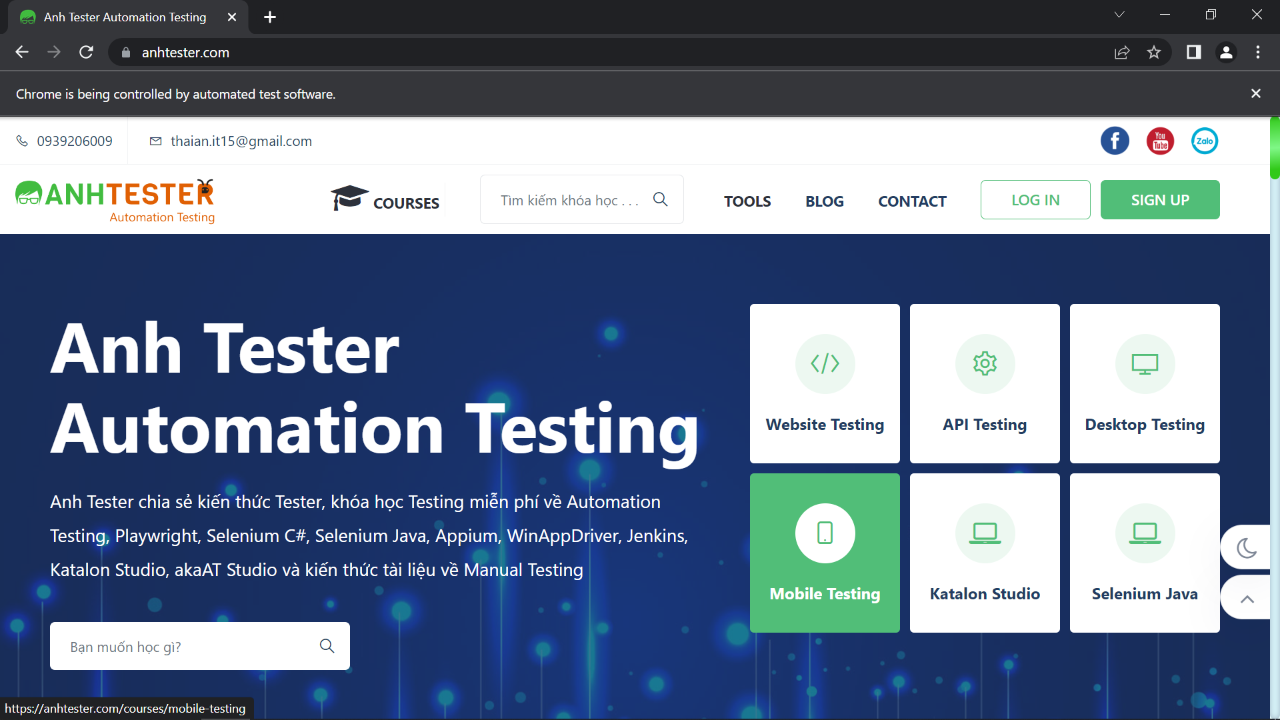 Anh Tester Automation Testing
anhtester.com
Chrome is being controlled by automated test software.
0939206009
thaian.it15@gmail.com
You Tube
Zalo
ANHTESTER
Automation Testing
COURSES
Tìm kiếm khóa học . . .
TOOLS
BLOG
CONTACT
LOG IN
SIGN UP
Anh Tester
Automation Testing
Anh Tester chia sẻ kiến thức Tester, khóa học Testing miễn phí về Automation
Testing, Playwright, Selenium C#, Selenium Java, Appium, WinAppDriver, Jenkins,
Katalon Studio, akaAT Studio và kiến thức tài liệu về Manual Testing
Bạn muốn học gì?
Website Testing
API Testing
Desktop Testing
Mobile Testing
Katalon Studio
Selenium Java
https://anhtester.com/courses/mobile-testing